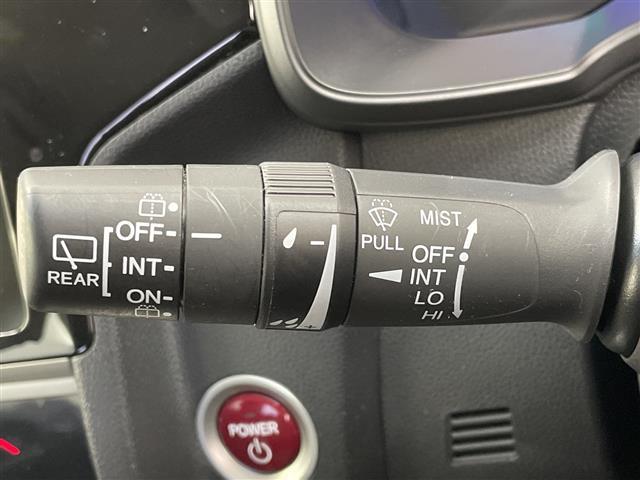 OFF
INT
ON
REAR
PULL
MIST
OFF
INT
LO
HI
POWER